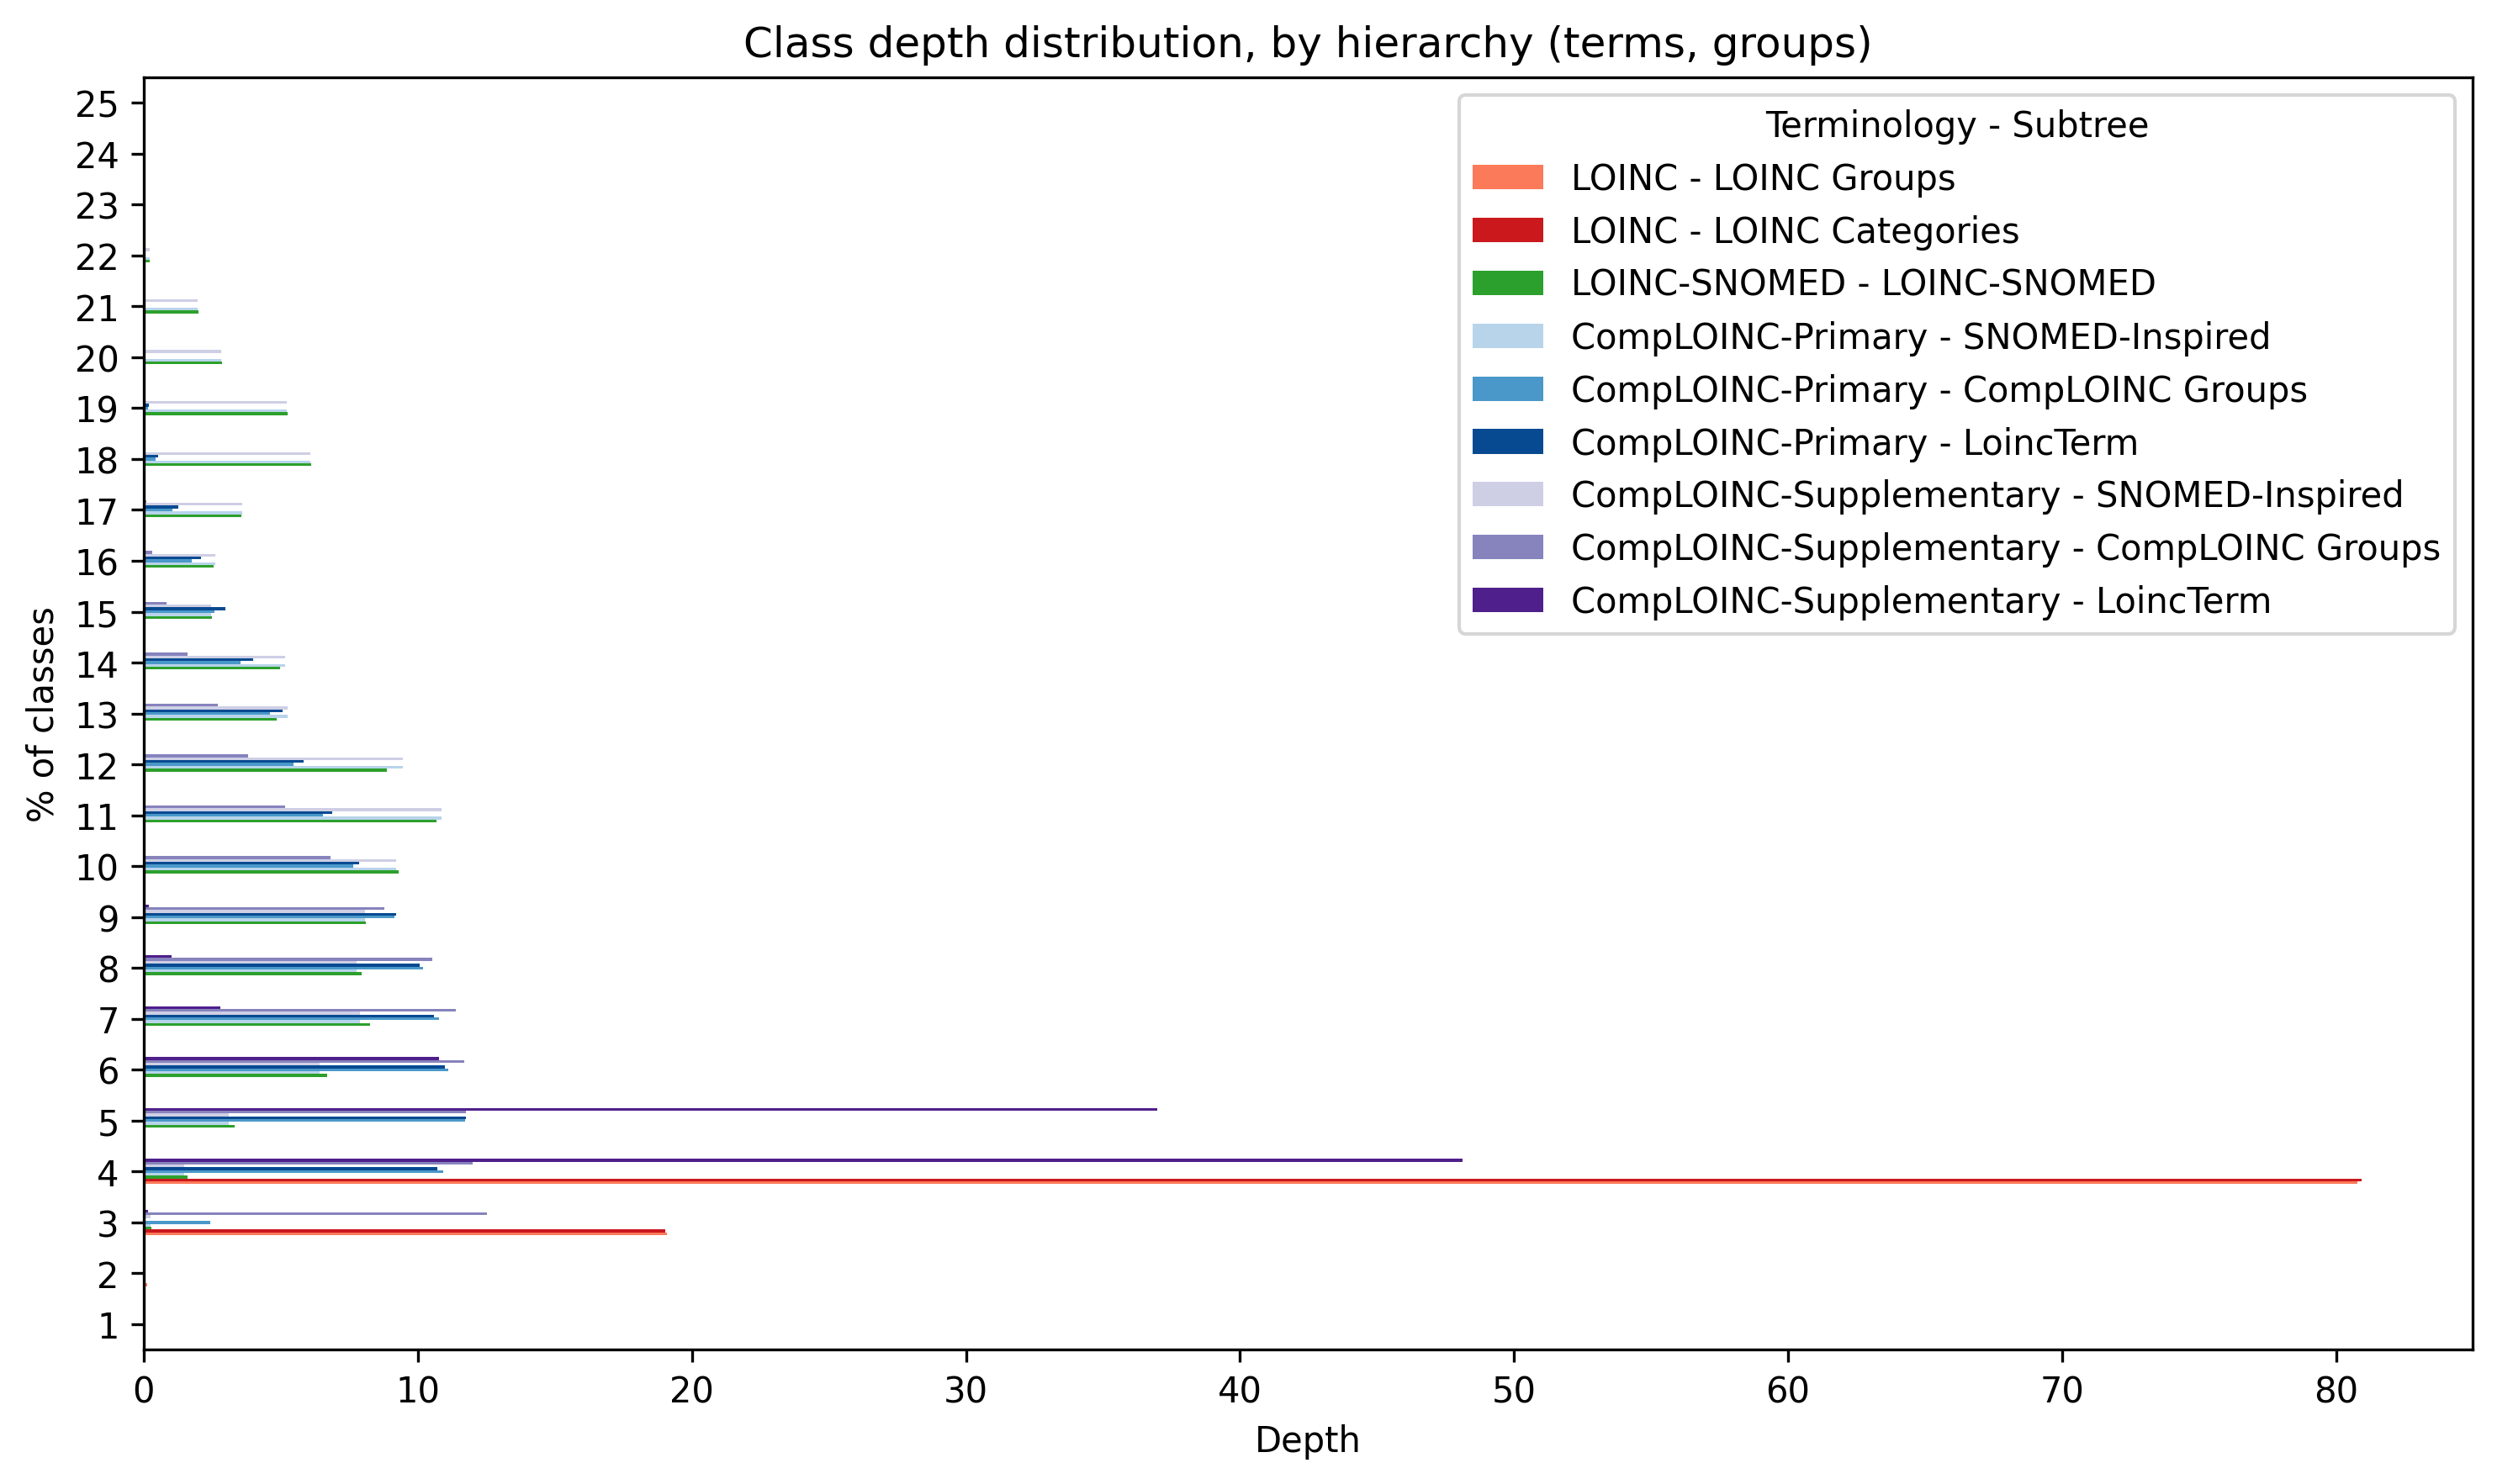 Class depth distribution, by hierarchy (terms, groups)
Terminology - Subtree
LOINC - LOINC Groups
LOINC - LOINC Categories
LOINC-SNOMED - LOINC-SNOMED
CompLOINC-Primary - SNOMED-Inspired
CompLOINC-Primary - CompLOINC Groups
CompLOINC-Primary - LoincTerm
CompLOINC-Supplementary - SNOMED-Inspired
CompLOINC-Supplementary - CompLOINC Groups
CompLOINC-Supplementary - LoincTerm
% of classes
25
24
23
22
21
20
19
18
17
16
15
14
13
12
11
10
9
8
7
6
5
4
3
2
1
0 10 20 30 40 50 60 70 80
Depth